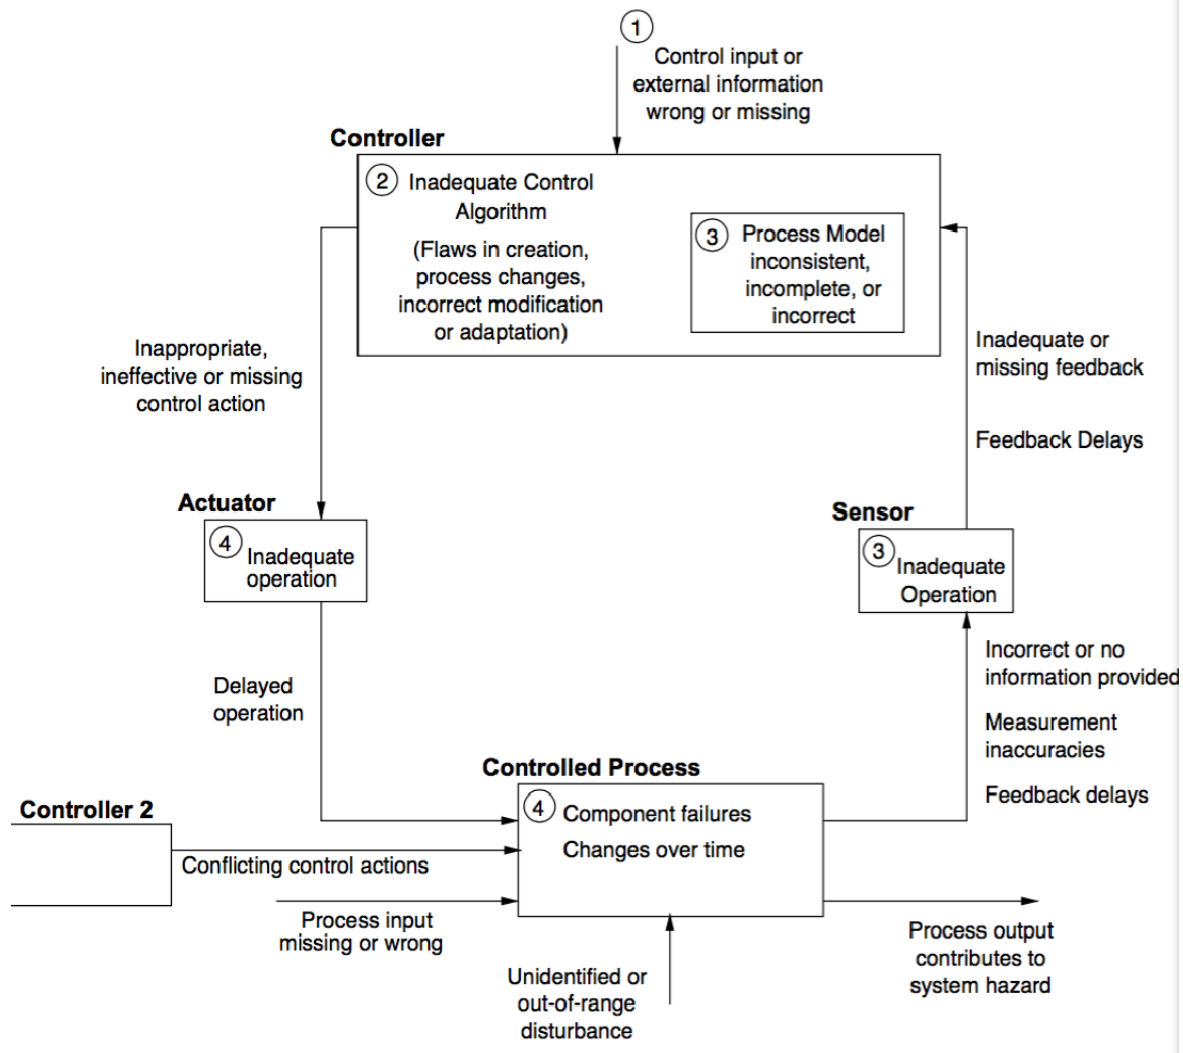 1
Control input or
external information
wrong or missing
Controller
2 Inadequate Control
Algorithm
(Flaws in creation,
process changes,
incorrect modification
or adaptation)
3 Process Model
inconsistent,
incomplete, or
incorrect
Inappropriate,
ineffective or missing
control action
Inadequate or
missing feedback
Feedback Delays
Actuator
4 Inadequate
operation
Sensor
3 Inadequate
Operation
Delayed
operation
Incorrect or no
information provided
Measurement
inaccuracies
Feedback delays
Controlled Process
4 Component failures
Changes over time
Controller 2
Conflicting control actions
Process input
missing or wrong
Unidentified or
out-of-range
disturbance
Process output
contributes to
system hazard